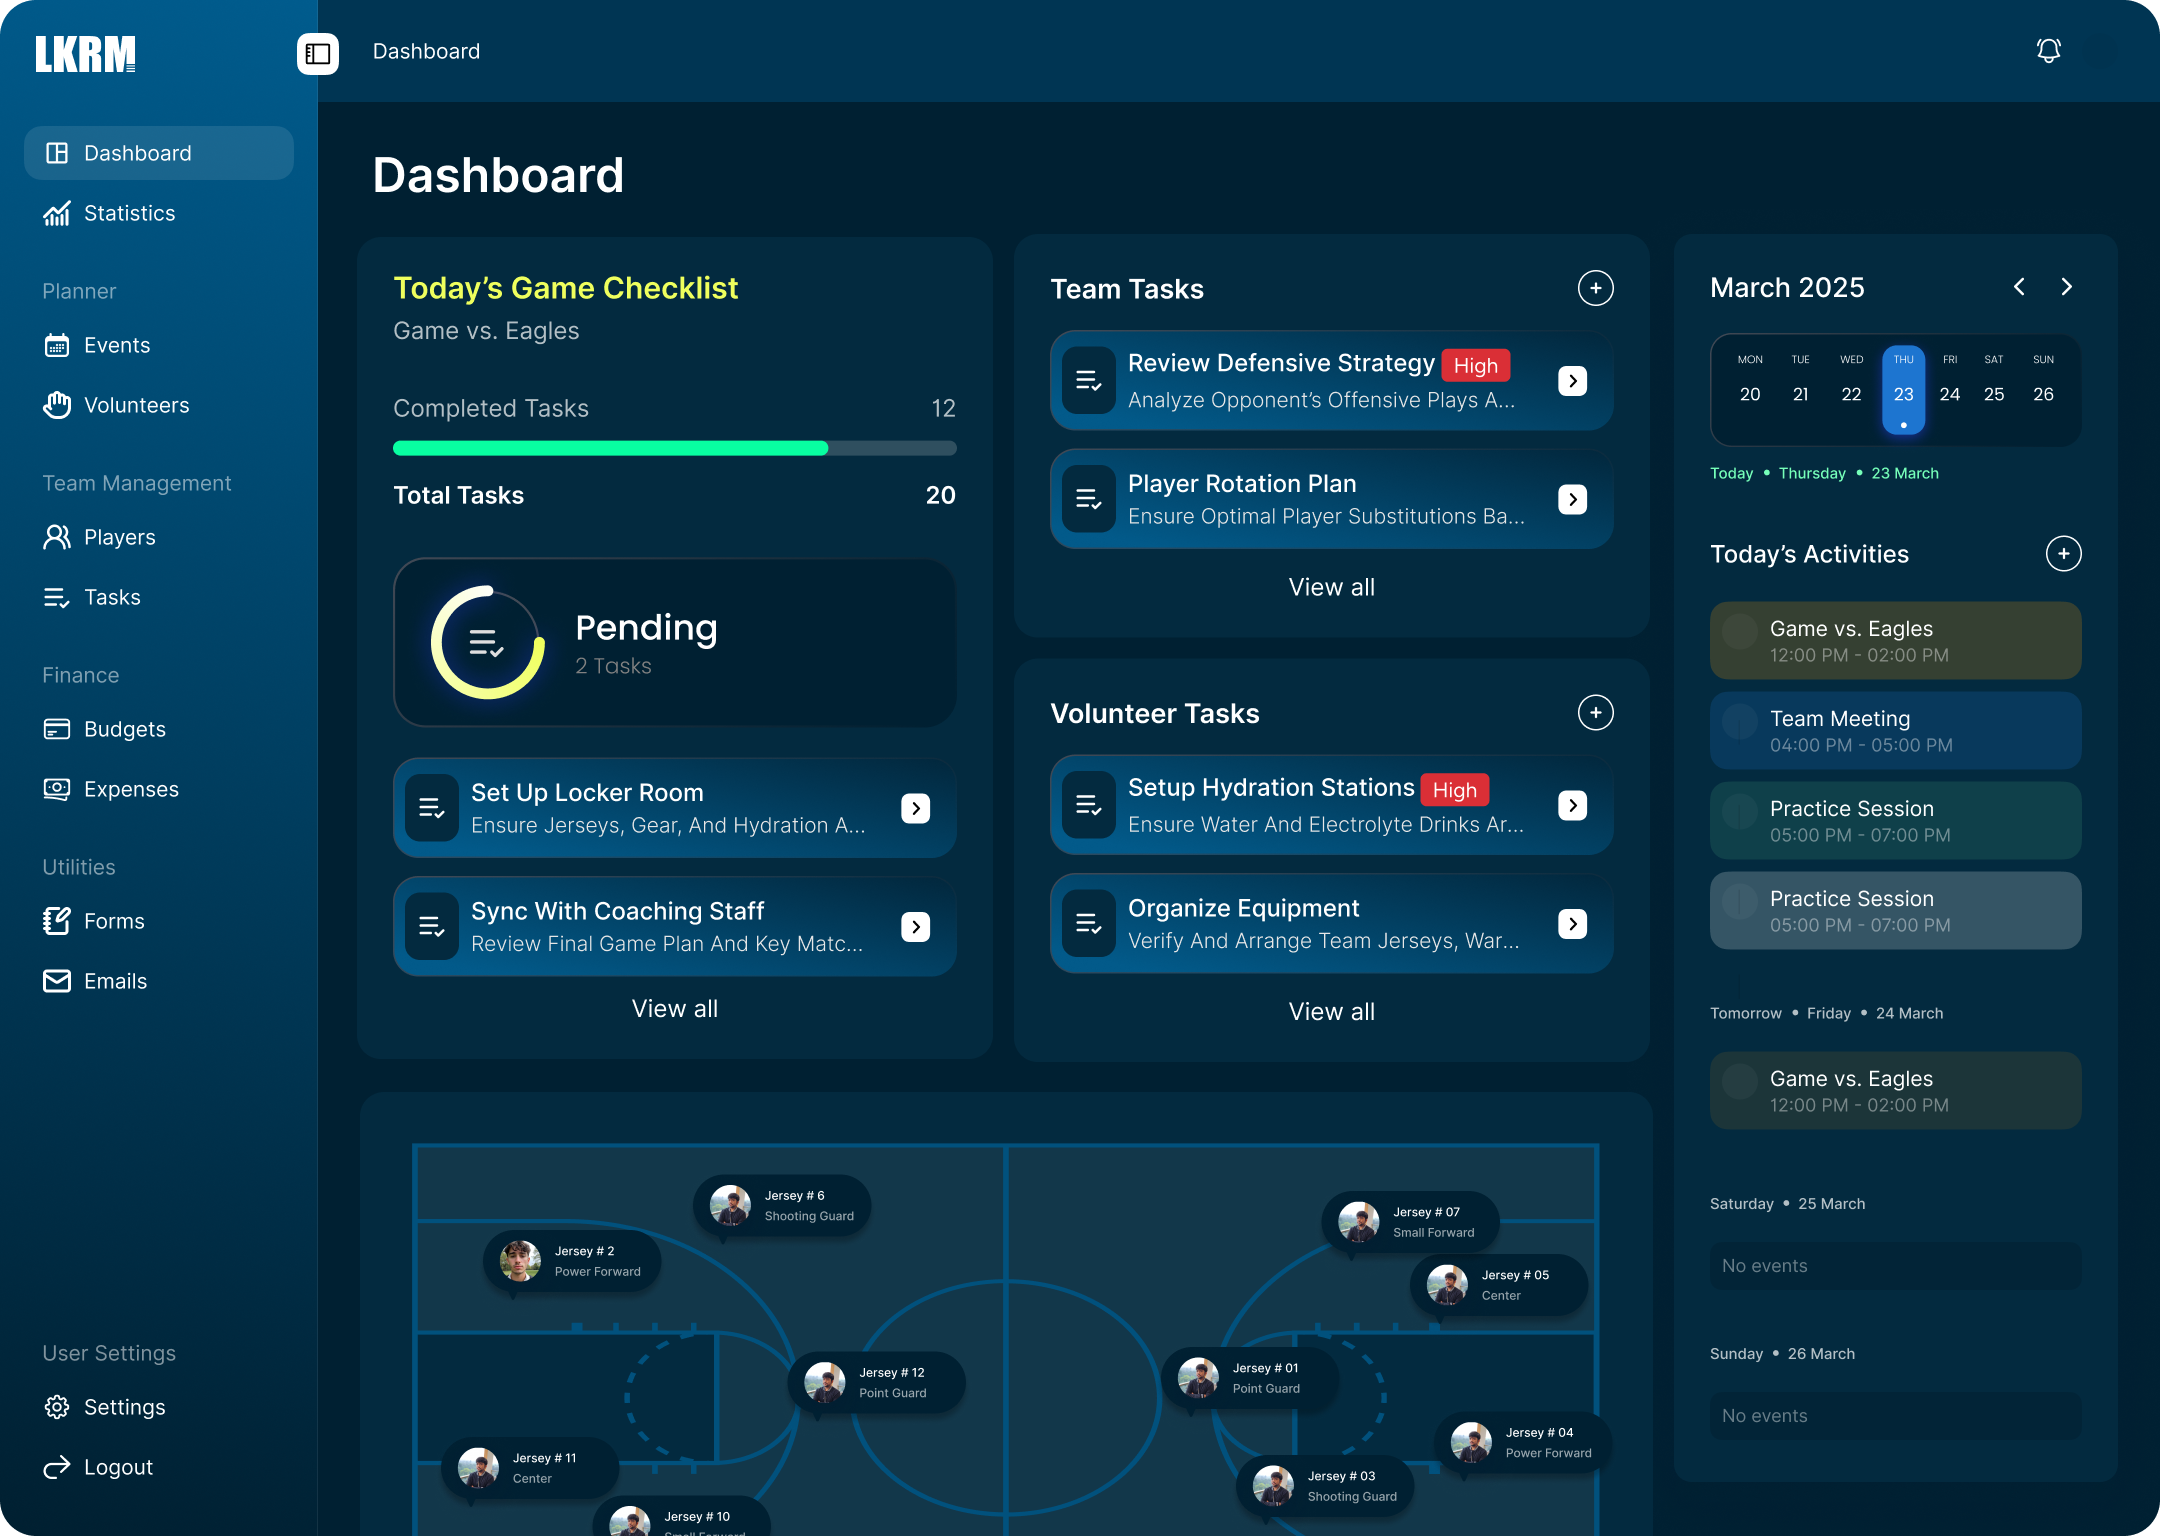 LKRM
Dashboard
Dashboard
Statistics
Planner
Events
Volunteers
Team Management
Players
Tasks
Finance
Budgets
Expenses
Utilities
Forms
Emails
User Settings
Settings
Logout
Dashboard
Today’s Game Checklist
Game vs. Eagles
Completed Tasks 12
Total Tasks 20
Pending
2 Tasks
Set Up Locker Room
Ensure Jerseys, Gear, And Hydration A...
Sync With Coaching Staff
Review Final Game Plan And Key Matc...
View all
Team Tasks
Review Defensive Strategy High
Analyze Opponent’s Offensive Plays A...
Player Rotation Plan
Ensure Optimal Player Substitutions Ba...
View all
Volunteer Tasks
Setup Hydration Stations High
Ensure Water And Electrolyte Drinks Ar...
Organize Equipment
Verify And Arrange Team Jerseys, War...
View all
March 2025
MON TUE WED THU FRI SAT SUN
20 21 22 23 24 25 26
Today • Thursday • 23 March
Today’s Activities
Game vs. Eagles
12:00 PM - 02:00 PM
Team Meeting
04:00 PM - 05:00 PM
Practice Session
05:00 PM - 07:00 PM
Practice Session
05:00 PM - 07:00 PM
Tomorrow • Friday • 24 March
Game vs. Eagles
12:00 PM - 02:00 PM
Saturday • 25 March
No events
Sunday • 26 March
No events
Jersey # 6
Shooting Guard
Jersey # 2
Power Forward
Jersey # 12
Point Guard
Jersey # 11
Center
Jersey # 10
Small Forward
Jersey # 07
Small Forward
Jersey # 05
Center
Jersey # 01
Point Guard
Jersey # 04
Power Forward
Jersey # 03
Shooting Guard